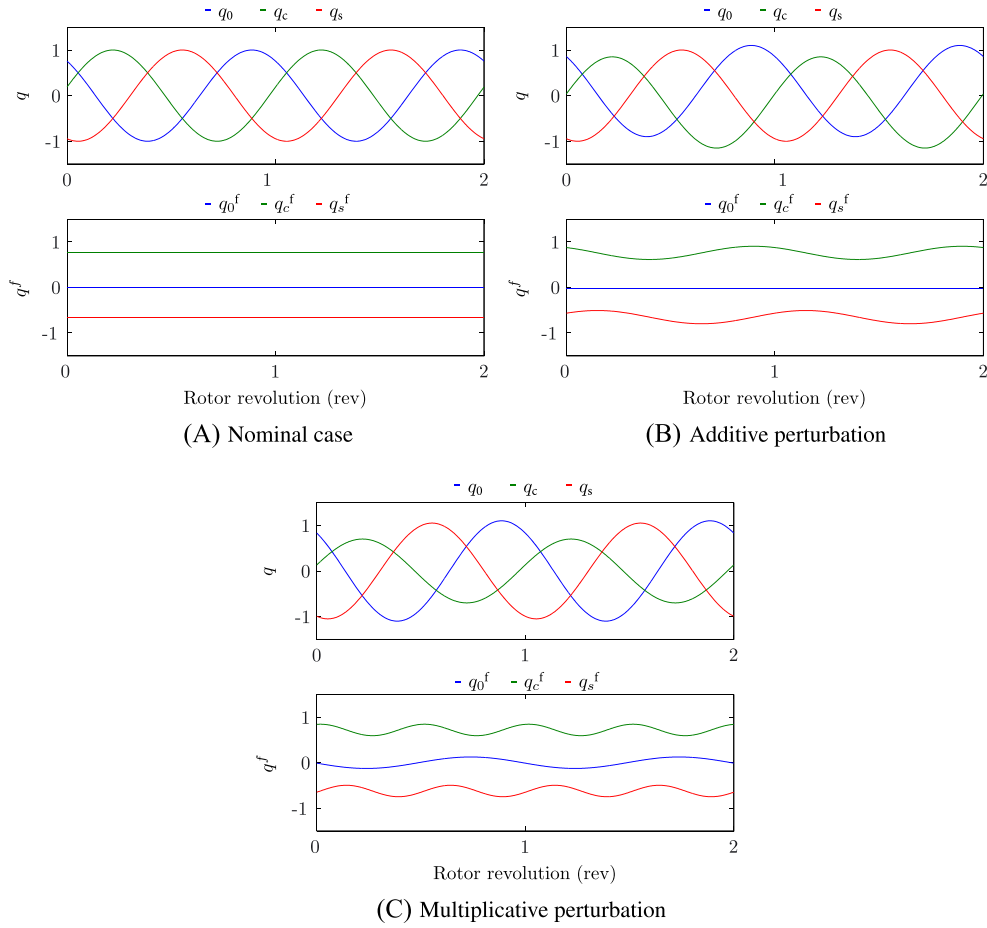 q0 qc qs
q
1
0
-1
0 1 2
q0f qcf qsf
qf
1
0
-1
0 1 2
Rotor revolution (rev)
(A) Nominal case
q0 qc qs
q
1
0
-1
0 1 2
q0f qcf qsf
qf
1
0
-1
0 1 2
Rotor revolution (rev)
(B) Additive perturbation
q0 qc qs
q
1
0
-1
0 1 2
q0f qcf qsf
qf
1
0
-1
0 1 2
Rotor revolution (rev)
(C) Multiplicative perturbation